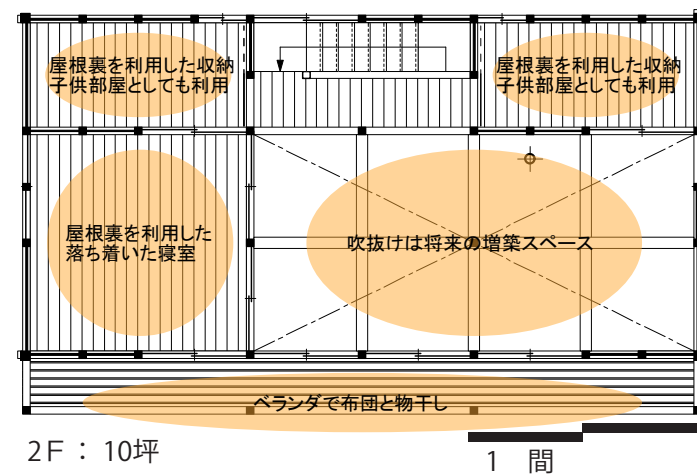 屋根裏を利用した収納
子供部屋としても利用
屋根裏を利用した収納
子供部屋としても利用
屋根裏を利用した
落ち着いた寝室
吹抜けは将来の増築スペース
ベランダで布団と物干し
2F：10坪
1 間